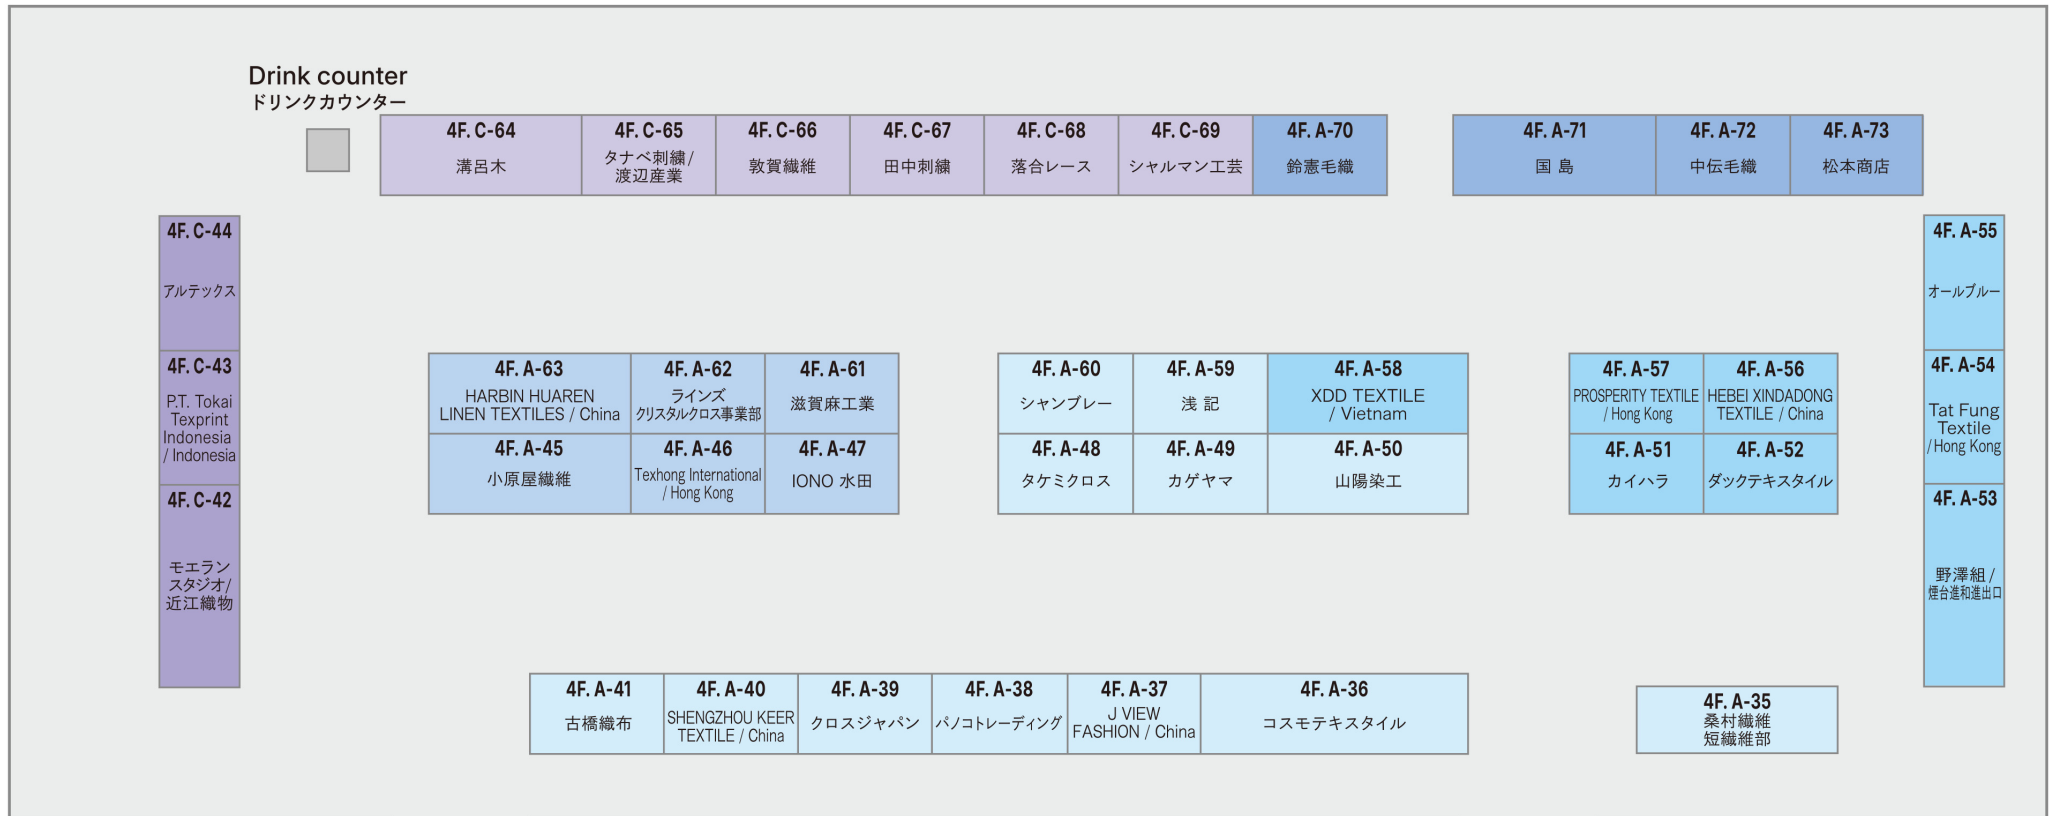 Drink counter
ドリンクカウンター
4F. C-64
溝呂木
4F. C-65
タナベ刺繍/
渡辺産業
4F. C-66
敦賀繊維
4F. C-67
田中刺繍
4F. C-68
落合レース
4F. C-69
シャルマン工芸
4F. A-70
鈴憲毛織
4F. A-71
国 島
4F. A-72
中伝毛織
4F. A-73
松本商店
4F. C-44
アルテックス
4F. C-43
P.T. Tokai
Texprint
Indonesia
/ Indonesia
4F. C-42
モエラン
スタジオ/
近江織物
4F. A-63
HARBIN HUAREN
LINEN TEXTILES / China
4F. A-62
ラインズ
クリスタルクロス事業部
4F. A-61
滋賀麻工業
4F. A-45
小原屋繊維
4F. A-46
Texhong International
/ Hong Kong
4F. A-47
IONO 水田
4F. A-60
シャンブレー
4F. A-59
浅 記
4F. A-58
XDD TEXTILE
/ Vietnam
4F. A-48
タケミクロス
4F. A-49
カゲヤマ
4F. A-50
山陽染工
4F. A-57
PROSPERITY TEXTILE
/ Hong Kong
4F. A-56
HEBEI XINDADONG
TEXTILE / China
4F. A-51
カイハラ
4F. A-52
ダックテキスタイル
4F. A-55
オールブルー
4F. A-54
Tat Fung
Textile
/ Hong Kong
4F. A-53
野澤組 /
煙台進和進出口
4F. A-41
古橋織布
4F. A-40
SHENGZHOU KEER
TEXTILE / China
4F. A-39
クロスジャパン
4F. A-38
パノコトレーディング
4F. A-37
J VIEW
FASHION / China
4F. A-36
コスモテキスタイル
4F. A-35
桑村繊維
短繊維部